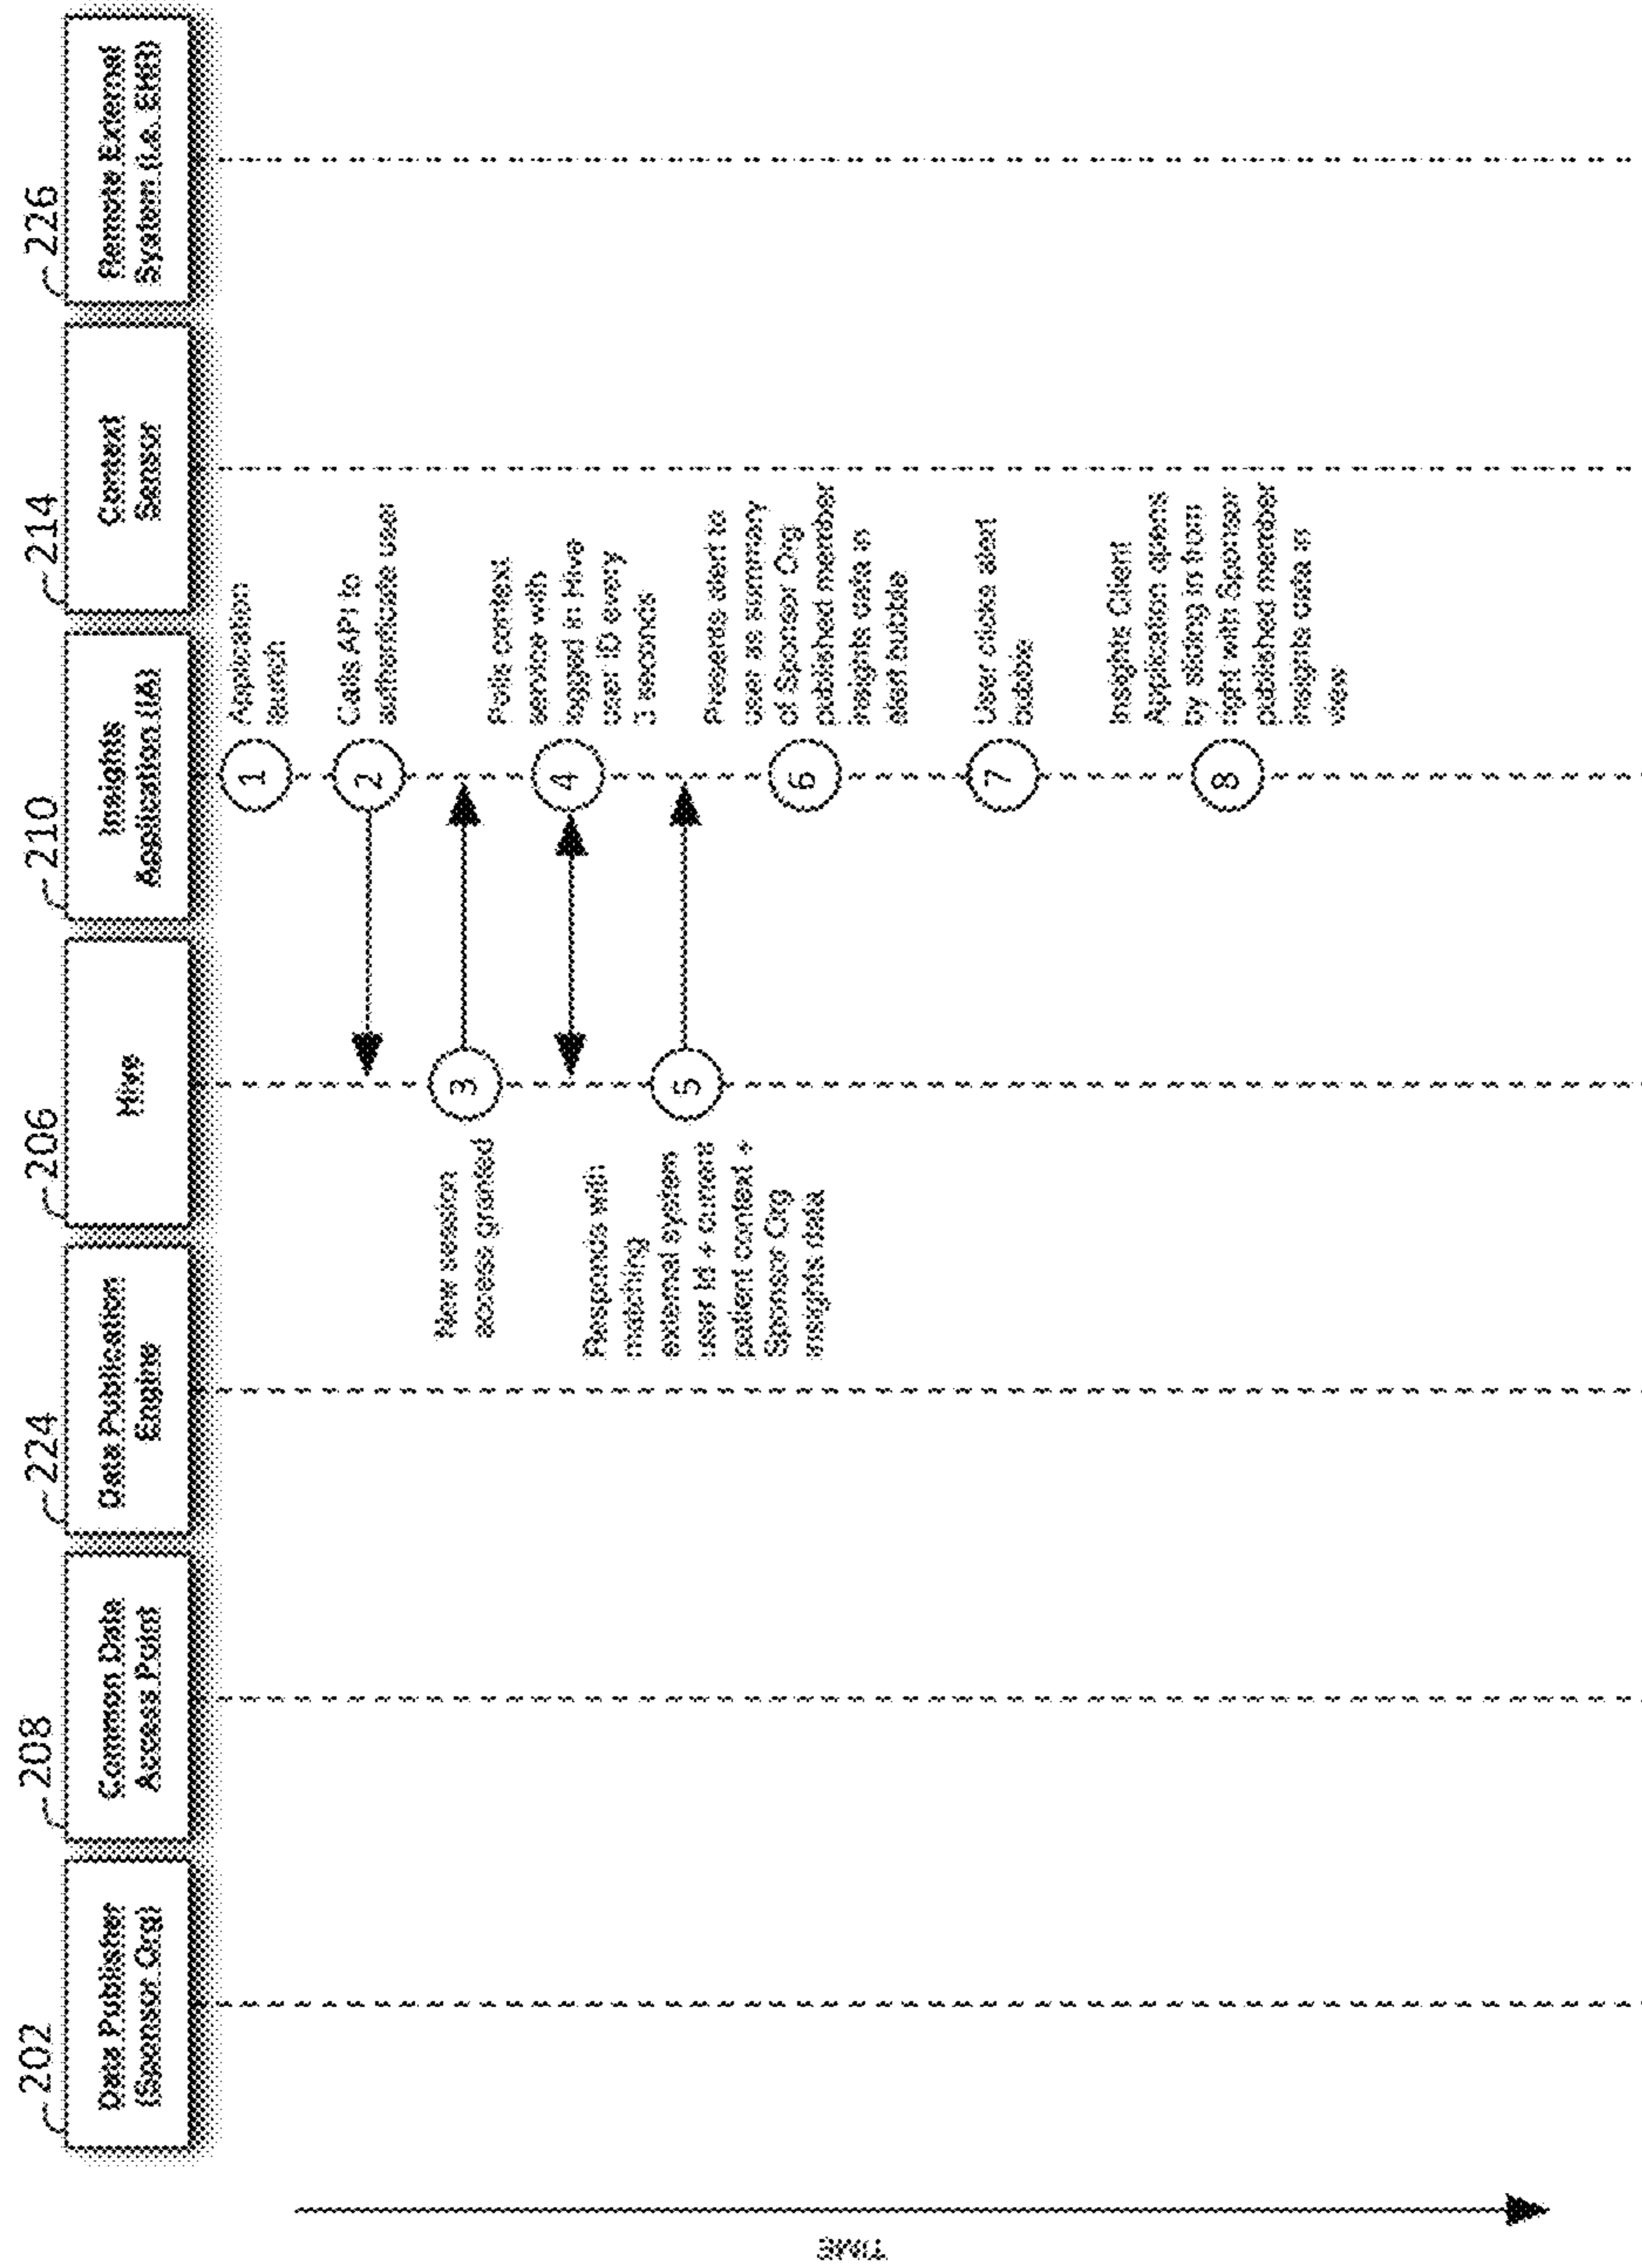 202
Data Publisher
(Sponsor Org)
208
Common Data
Access Point
224
Data Publication
Engine
206
Hive
210
Insights
Application (IA)
214
Context
Sensor
226
Remote External
System (i.e. EHR)
TIME
1
Application
launch
2
Calls API to
authenticate user
3
New session
access granted
4
Polls context
service with
logged in Hive
user ID every
3 seconds
5
Responds with
matching
external system
user id + current
patient context +
Sponsor Org
insights data
6
Presents alert to
user as summary
of Sponsor Org
published member
insights data in
alert bubble
7
User clicks alert
bubble
8
Insights Client
Application opens
by sliding in from
right with Sponsor
published member
insights data in
view